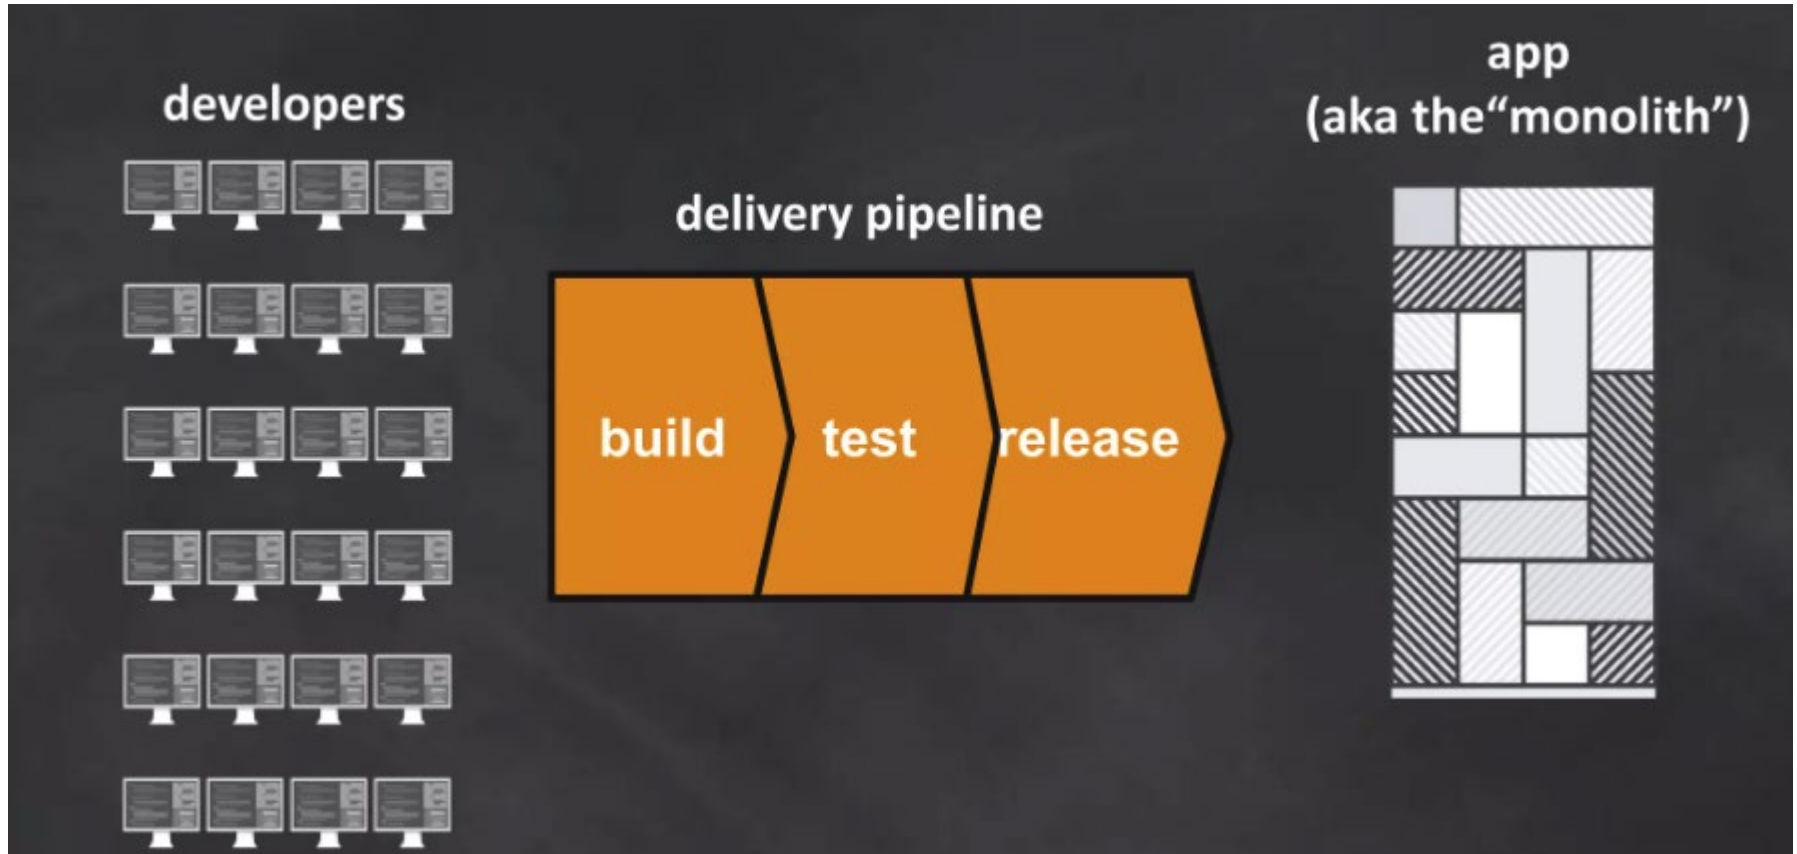 developers
delivery pipeline
build
test
release
app
(aka the“monolith”)